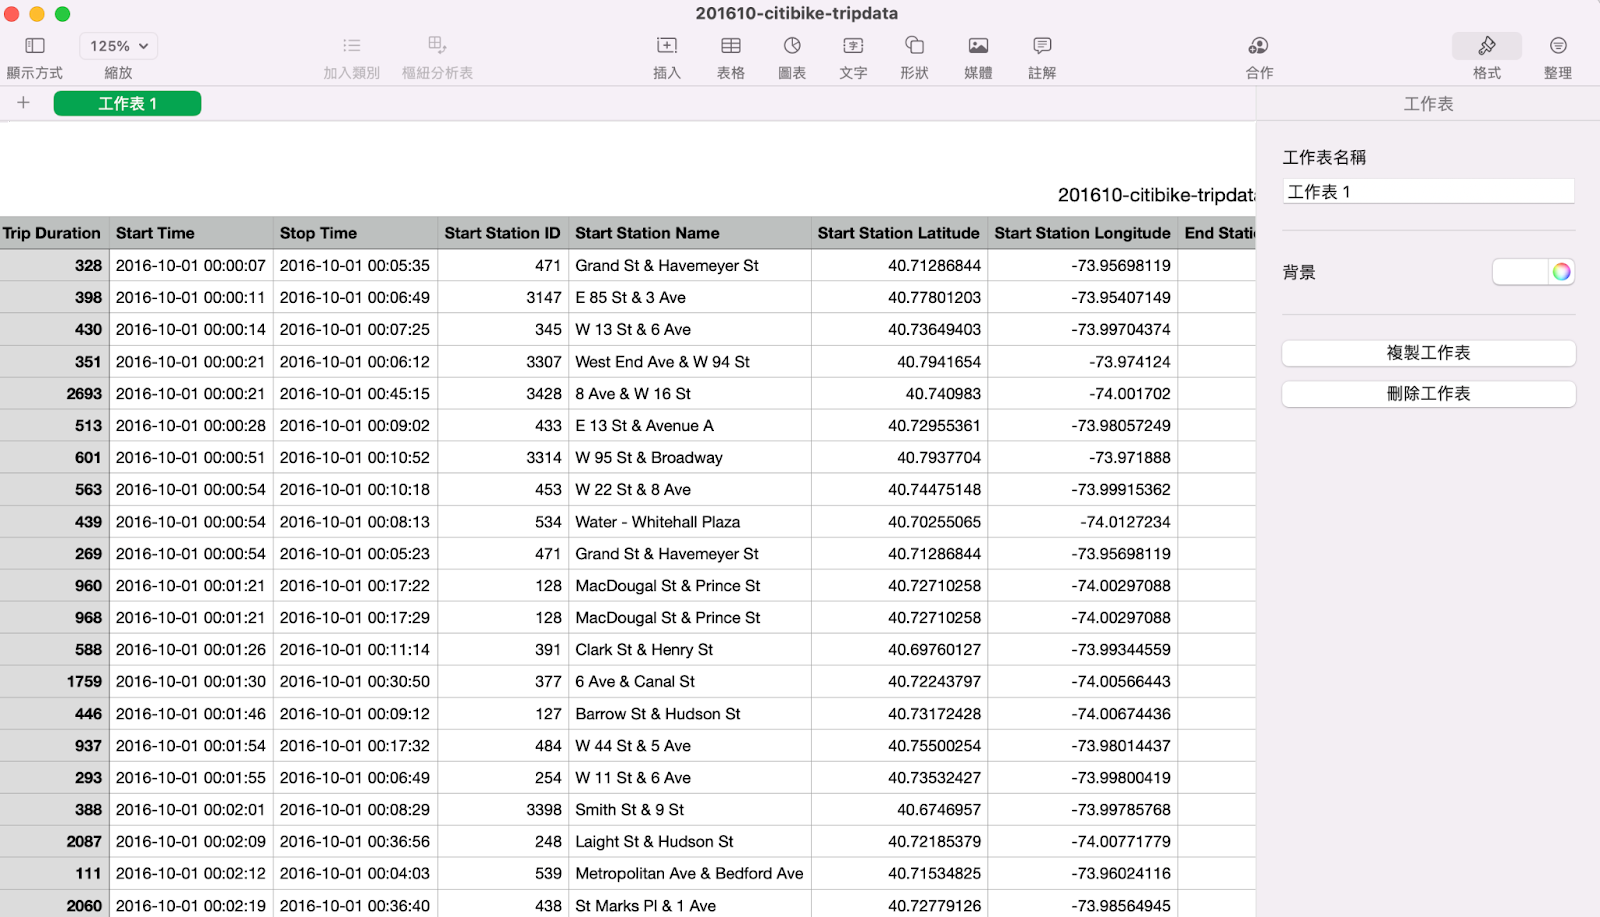 201610-citibike-tripdata
125%
顯示方式 縮放 加入類別 樞紐分析表 插入 表格 圖表 文字 形狀 媒體 註解 合作 格式 整理
工作表 1 工作表
工作表名稱
工作表 1
背景
複製工作表
刪除工作表
201610-citibike-tripdata
Trip Duration Start Time Stop Time Start Station ID Start Station Name Start Station Latitude Start Station Longitude End Stati
328 2016-10-01 00:00:07 2016-10-01 00:05:35 471 Grand St & Havemeyer St 40.71286844 -73.95698119
398 2016-10-01 00:00:11 2016-10-01 00:06:49 3147 E 85 St & 3 Ave 40.77801203 -73.95407149
430 2016-10-01 00:00:14 2016-10-01 00:07:25 345 W 13 St & 6 Ave 40.73649403 -73.99704374
351 2016-10-01 00:00:21 2016-10-01 00:06:12 3307 West End Ave & W 94 St 40.7941654 -73.974124
2693 2016-10-01 00:00:21 2016-10-01 00:45:15 3428 8 Ave & W 16 St 40.740983 -74.001702
513 2016-10-01 00:00:28 2016-10-01 00:09:02 433 E 13 St & Avenue A 40.72955361 -73.98057249
601 2016-10-01 00:00:51 2016-10-01 00:10:52 3314 W 95 St & Broadway 40.7937704 -73.971888
563 2016-10-01 00:00:54 2016-10-01 00:10:18 453 W 22 St & 8 Ave 40.74475148 -73.99915362
439 2016-10-01 00:00:54 2016-10-01 00:08:13 534 Water - Whitehall Plaza 40.70255065 -74.0127234
269 2016-10-01 00:00:54 2016-10-01 00:05:23 471 Grand St & Havemeyer St 40.71286844 -73.95698119
960 2016-10-01 00:01:21 2016-10-01 00:17:22 128 MacDougal St & Prince St 40.72710258 -74.00297088
968 2016-10-01 00:01:21 2016-10-01 00:17:29 128 MacDougal St & Prince St 40.72710258 -74.00297088
588 2016-10-01 00:01:26 2016-10-01 00:11:14 391 Clark St & Henry St 40.69760127 -73.99344559
1759 2016-10-01 00:01:30 2016-10-01 00:30:50 377 6 Ave & Canal St 40.72243797 -74.00566443
446 2016-10-01 00:01:46 2016-10-01 00:09:12 127 Barrow St & Hudson St 40.73172428 -74.00674436
937 2016-10-01 00:01:54 2016-10-01 00:17:32 484 W 44 St & 5 Ave 40.75500254 -73.98014437
293 2016-10-01 00:01:55 2016-10-01 00:06:49 254 W 11 St & 6 Ave 40.73532427 -73.99800419
388 2016-10-01 00:02:01 2016-10-01 00:08:29 3398 Smith St & 9 St 40.6746957 -73.99785768
2087 2016-10-01 00:02:09 2016-10-01 00:36:56 248 Laight St & Hudson St 40.72185379 -74.00771779
111 2016-10-01 00:02:12 2016-10-01 00:04:03 539 Metropolitan Ave & Bedford Ave 40.71534825 -73.96024116
2060 2016-10-01 00:02:19 2016-10-01 00:36:40 438 St Marks Pl & 1 Ave 40.72779126 -73.98564945